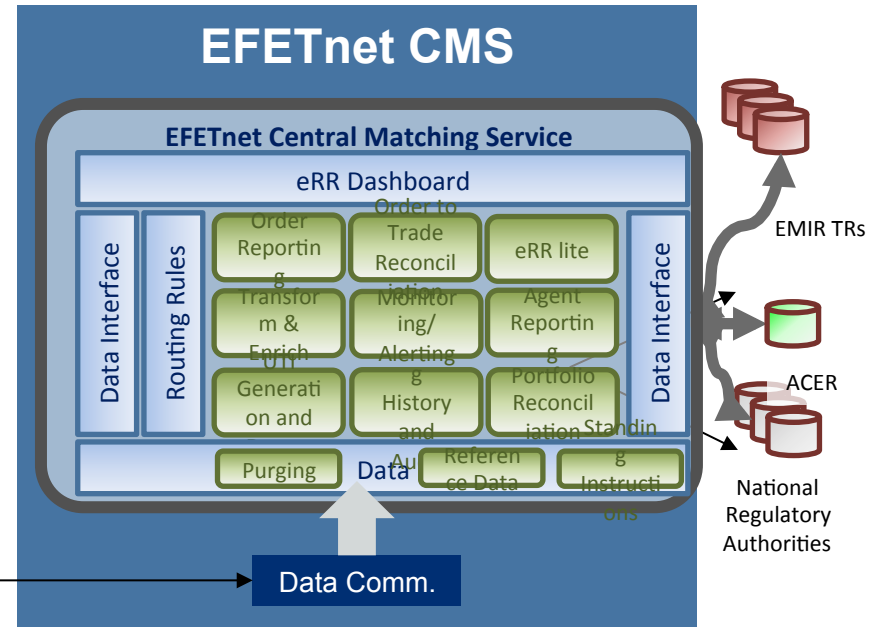 EFETnet CMS
EFETnet Central Matching Service
eRR Dashboard
Data Interface
Routing Rules
Order
Reportin
g
Order to
Trade
Reconcil
iation
eRR lite
Transfor
m &
Enrich
Monitor
ing/
Alerting
Agent
Reportin
g
UTI
Generati
on and
History
and
Au
Portfolio
Reconcil
iation
Data Interface
Purging
Data
Referen
ce Data
Standin
g
Instructi
ons
Data Comm.
EMIR TRs
ACER
National
Regulatory
Authorities